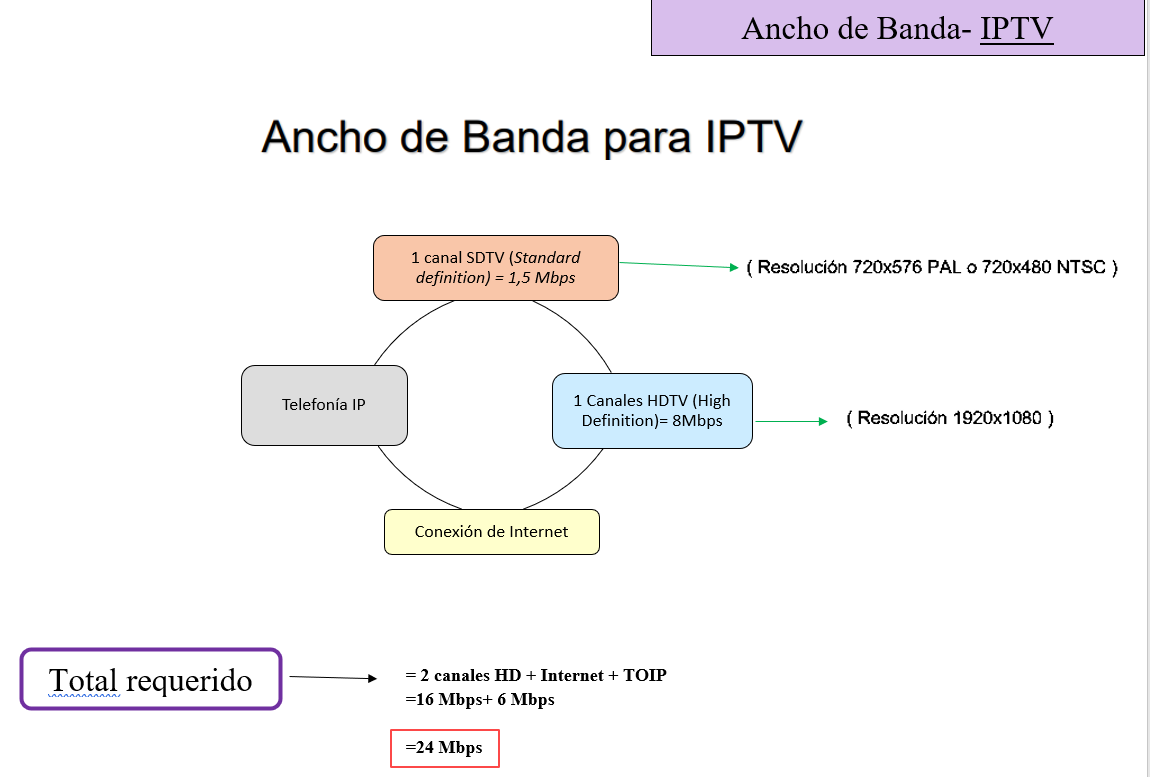 Ancho de Banda- IPTV
Ancho de Banda para IPTV
1 canal SDTV (Standard
definition) = 1,5 Mbps
( Resolución 720x576 PAL o 720x480 NTSC )
Telefonía IP
1 Canales HDTV (High
Definition)= 8Mbps
( Resolución 1920x1080 )
Conexión de Internet
Total requerido
= 2 canales HD + Internet + TOIP
=16 Mbps+ 6 Mbps
=24 Mbps